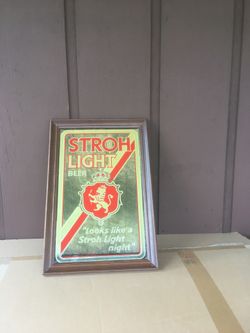 STROH
LIGHT
BEER
"Looks like a
Stroh Light
night"